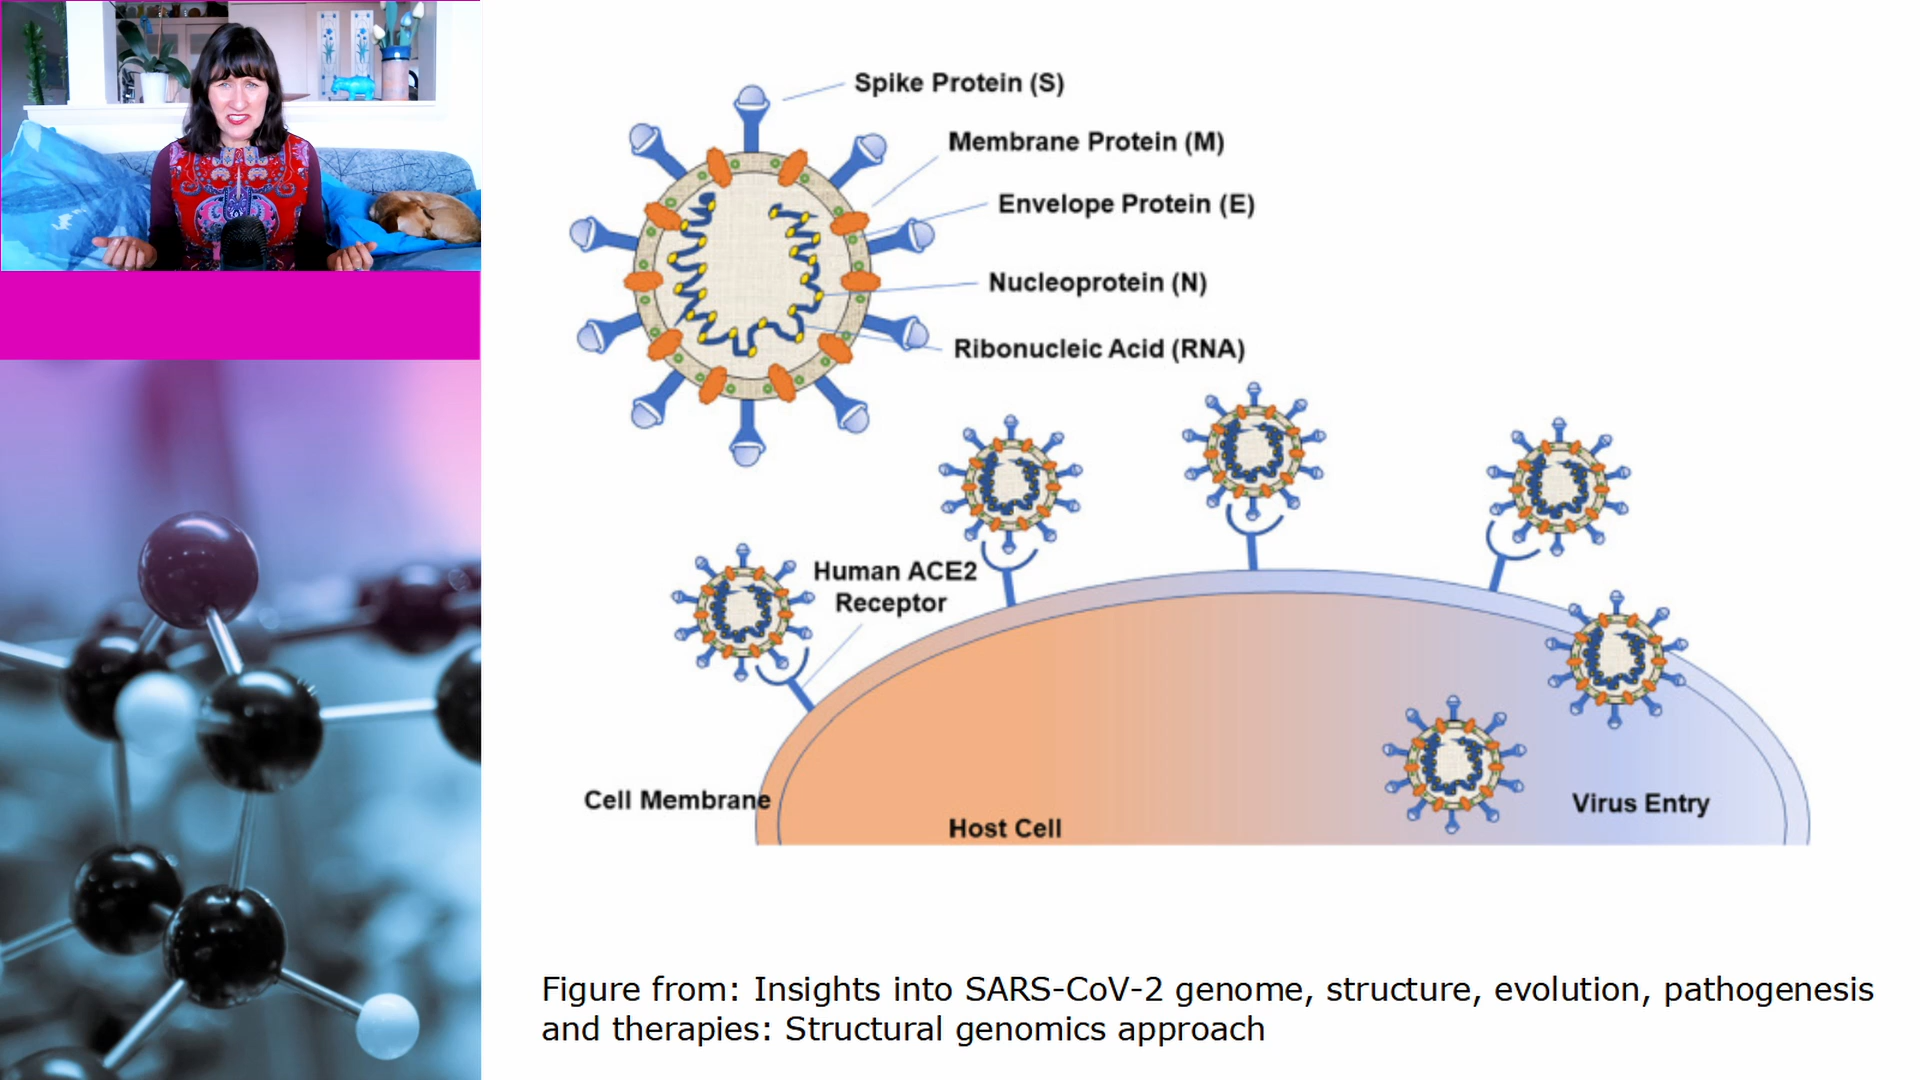 Spike Protein (S)
Membrane Protein (M)
Envelope Protein (E)
Nucleoprotein (N)
Ribonucleic Acid (RNA)
Human ACE2
Receptor
Cell Membrane
Host Cell
Virus Entry
Figure from: Insights into SARS-CoV-2 genome, structure, evolution, pathogenesis
and therapies: Structural genomics approach